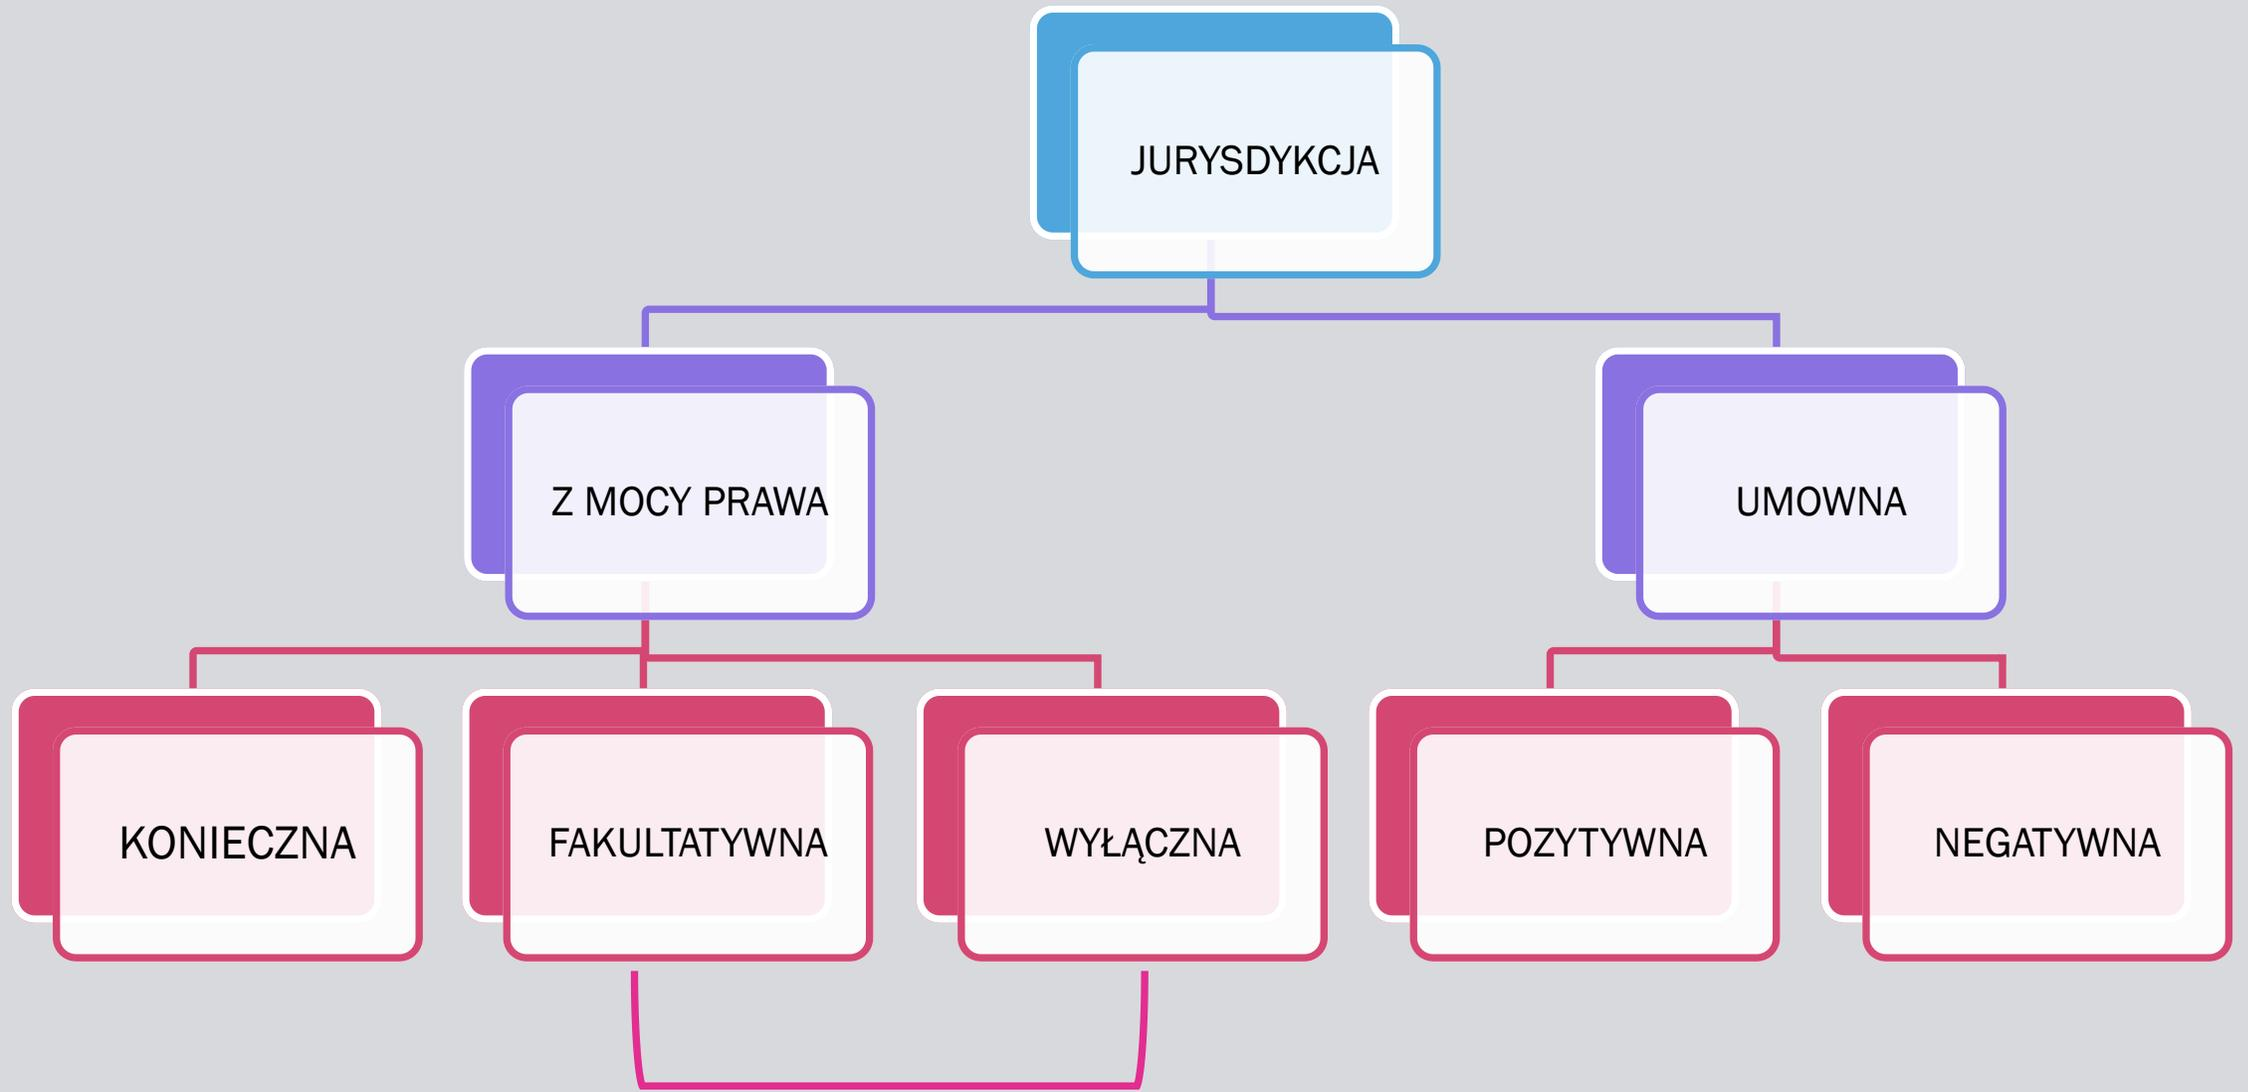 JURYSDYKCJA
Z MOCY PRAWA
UMOWNA
KONIECZNA
FAKULTATYWNA
WYŁĄCZNA
POZYTYWNA
NEGATYWNA